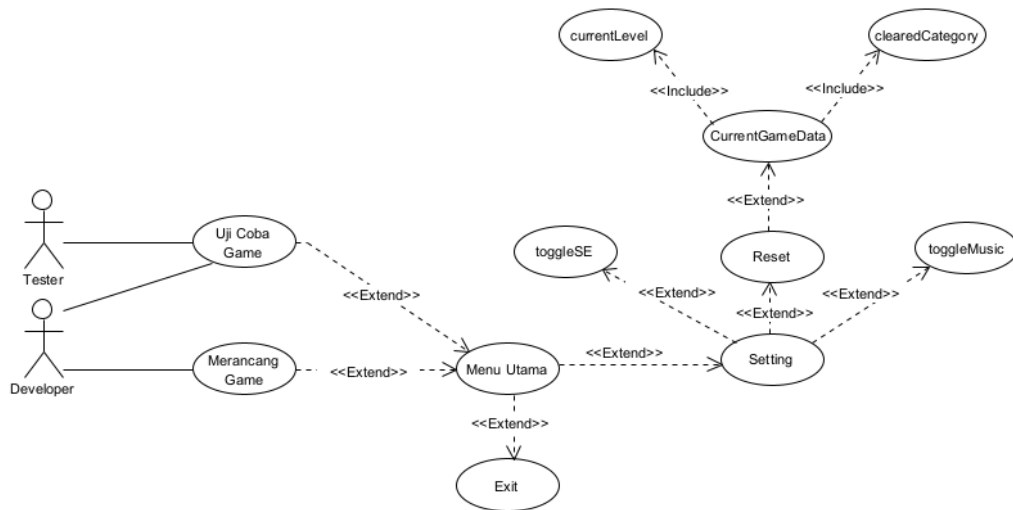 currentLevel
clearedCategory
<<Include>>
<<Include>>
CurrentGameData
<<Extend>>
Uji Coba
Game
toggleSE
Reset
toggleMusic
Tester
<<Extend>>
<<Extend>>
<<Extend>>
<<Extend>>
Developer
Merancang
Game
<<Extend>>
Menu Utama
<<Extend>>
Setting
<<Extend>>
Exit